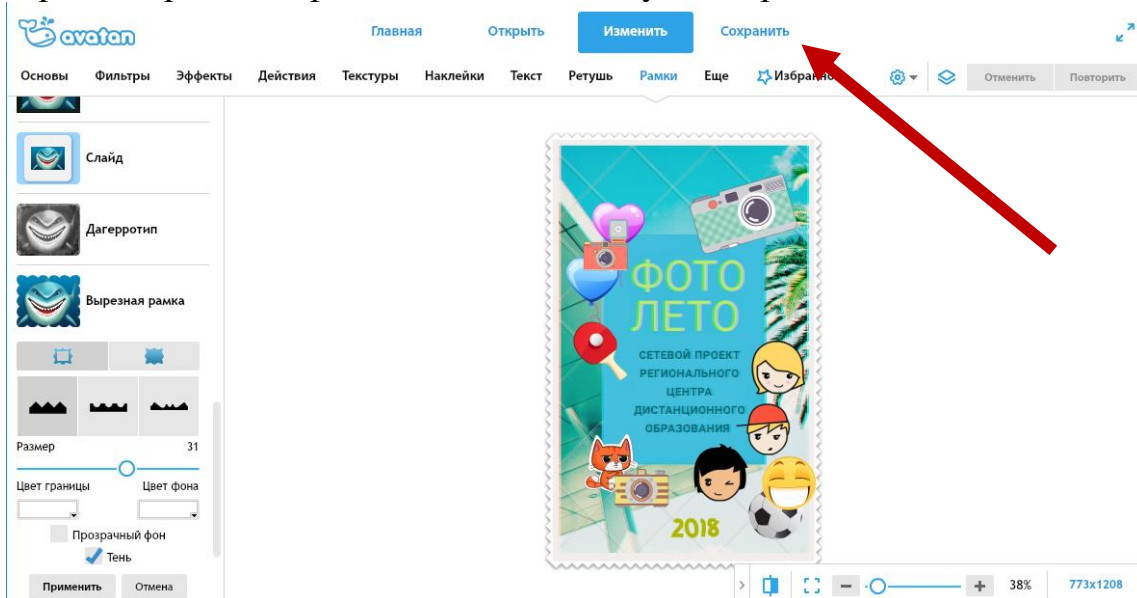 avatan
Главная Открыть Изменить Сохранить
Основы Фильтры Эффекты Действия Текстуры Наклейки Текст Ретушь Рамки Еще Отменить Повторить
Слайд
Дагерротип
Вырезная рамка
Размер 31
Цвет границы Цвет фона
Прозрачный фон
Тень
Применить Отмена
ФОТО
ЛЕТО
СЕТЕВОЙ ПРОЕКТ
РЕГИОНАЛЬНОГО
ЦЕНТРА
ДИСТАНЦИОННОГО
ОБРАЗОВАНИЯ
2018
38% 773x1208